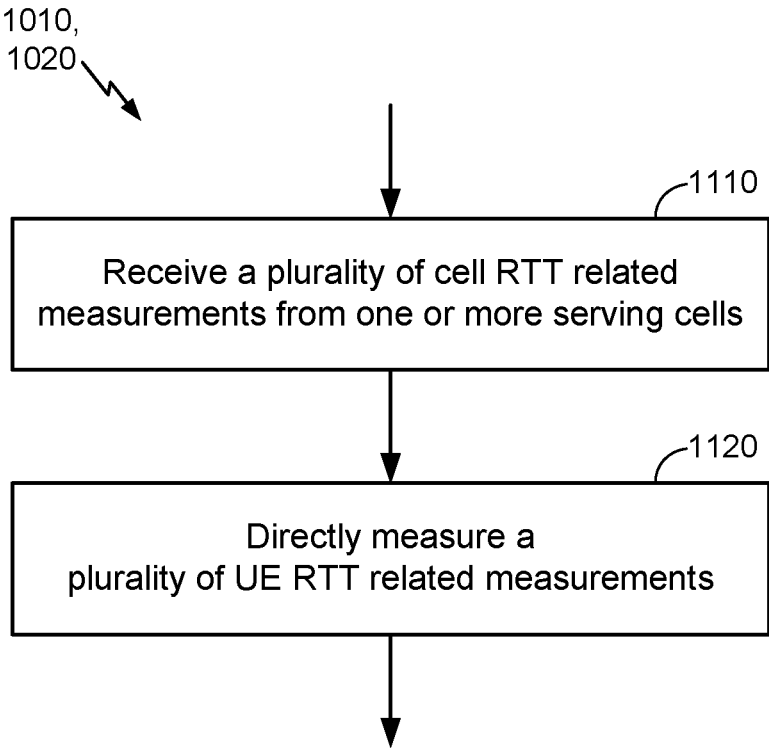 1010,
1020
1110
Receive a plurality of cell RTT related
measurements from one or more serving cells
1120
Directly measure a
plurality of UE RTT related measurements